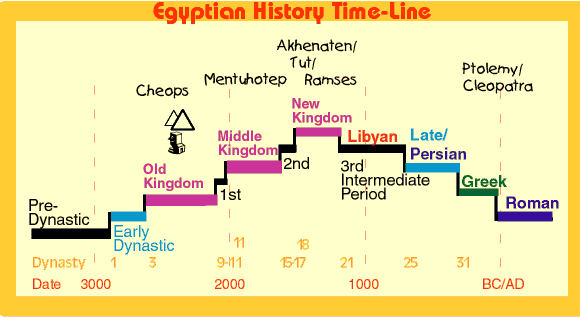 Egyptian History Time-Line
Akhenaten/
Tut/
Ramses
Mentuhotep
Cheops
Ptolemy/
Cleopatra
New
Kingdom
Middle
Kingdom
Libyan
Late/
Persian
Old
Kingdom
2nd
3rd
Intermediate
Period
1st
Greek
Pre-
Dynastic
Early
Dynastic
Roman
11
18
Dynasty 1 3 9-11 15-17 21 25 31
Date 3000 2000 1000 BC/AD